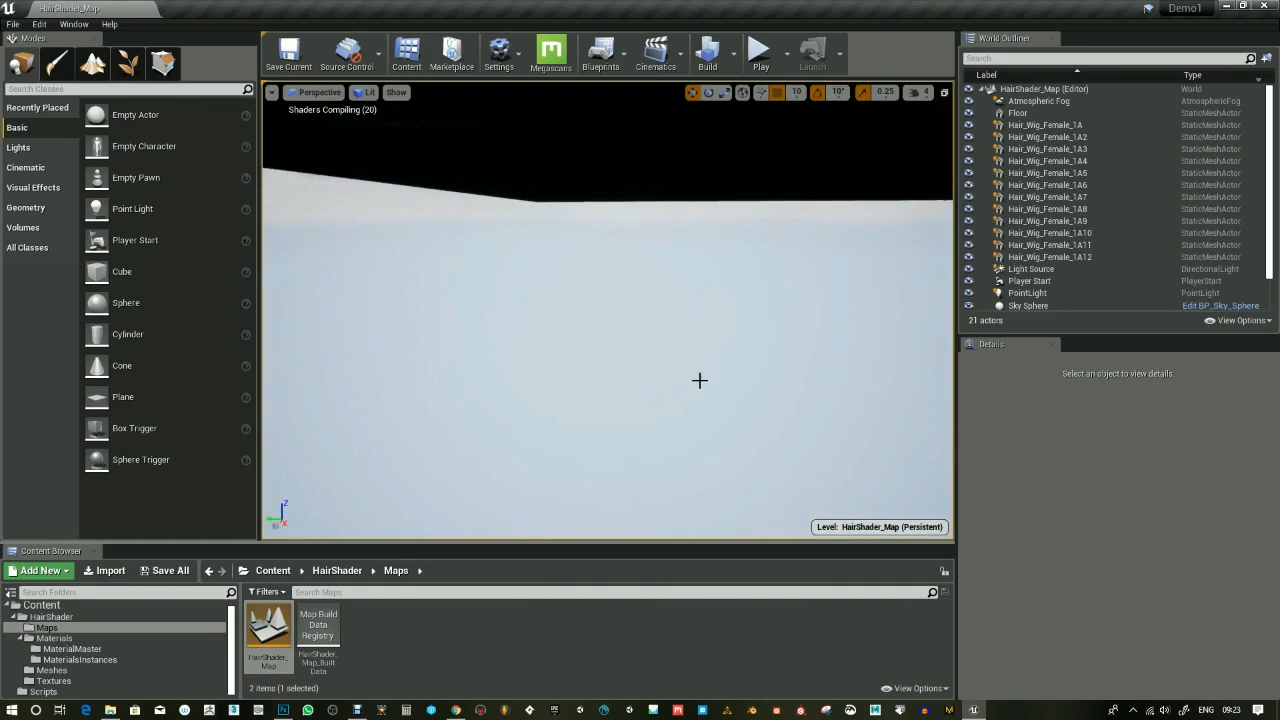 HairShader_Map
Demo1
File Edit Window Help
Modes
Search Classes
Recently Placed
Basic
Lights
Cinematic
Visual Effects
Geometry
Volumes
All Classes
Empty Actor
Empty Character
Empty Pawn
Point Light
Player Start
Cube
Sphere
Cylinder
Cone
Plane
Box Trigger
Sphere Trigger
Save Current
Source Control
Content
Marketplace
Settings
Megascans
Blueprints
Cinematics
Build
Play
Launch
Perspective Lit Show 10 10° 0.25 4
Shaders Compiling (20)
Z
X
Level: HairShader_Map (Persistent)
World Outliner
Search...
Label Type
HairShader_Map (Editor) World
Atmospheric Fog AtmosphericFog
Floor StaticMeshActor
Hair_Wig_Female_1A StaticMeshActor
Hair_Wig_Female_1A2 StaticMeshActor
Hair_Wig_Female_1A3 StaticMeshActor
Hair_Wig_Female_1A4 StaticMeshActor
Hair_Wig_Female_1A5 StaticMeshActor
Hair_Wig_Female_1A6 StaticMeshActor
Hair_Wig_Female_1A7 StaticMeshActor
Hair_Wig_Female_1A8 StaticMeshActor
Hair_Wig_Female_1A9 StaticMeshActor
Hair_Wig_Female_1A10 StaticMeshActor
Hair_Wig_Female_1A11 StaticMeshActor
Hair_Wig_Female_1A12 StaticMeshActor
Light Source DirectionalLight
Player Start PlayerStart
PointLight PointLight
Sky Sphere Edit BP_Sky_Sphere
21 actors View Options
Details
Select an object to view details.
Content Browser
Add New Import Save All Content HairShader Maps
Search Folders
Content
HairShader
Maps
Materials
MaterialMaster
MaterialsInstances
Meshes
Textures
Scripts
Filters Search Maps
HairShader_
Map
Map Build
Data
Registry
HairShader_
Map_Built
Data
2 items (1 selected) View Options
ENG 09:23